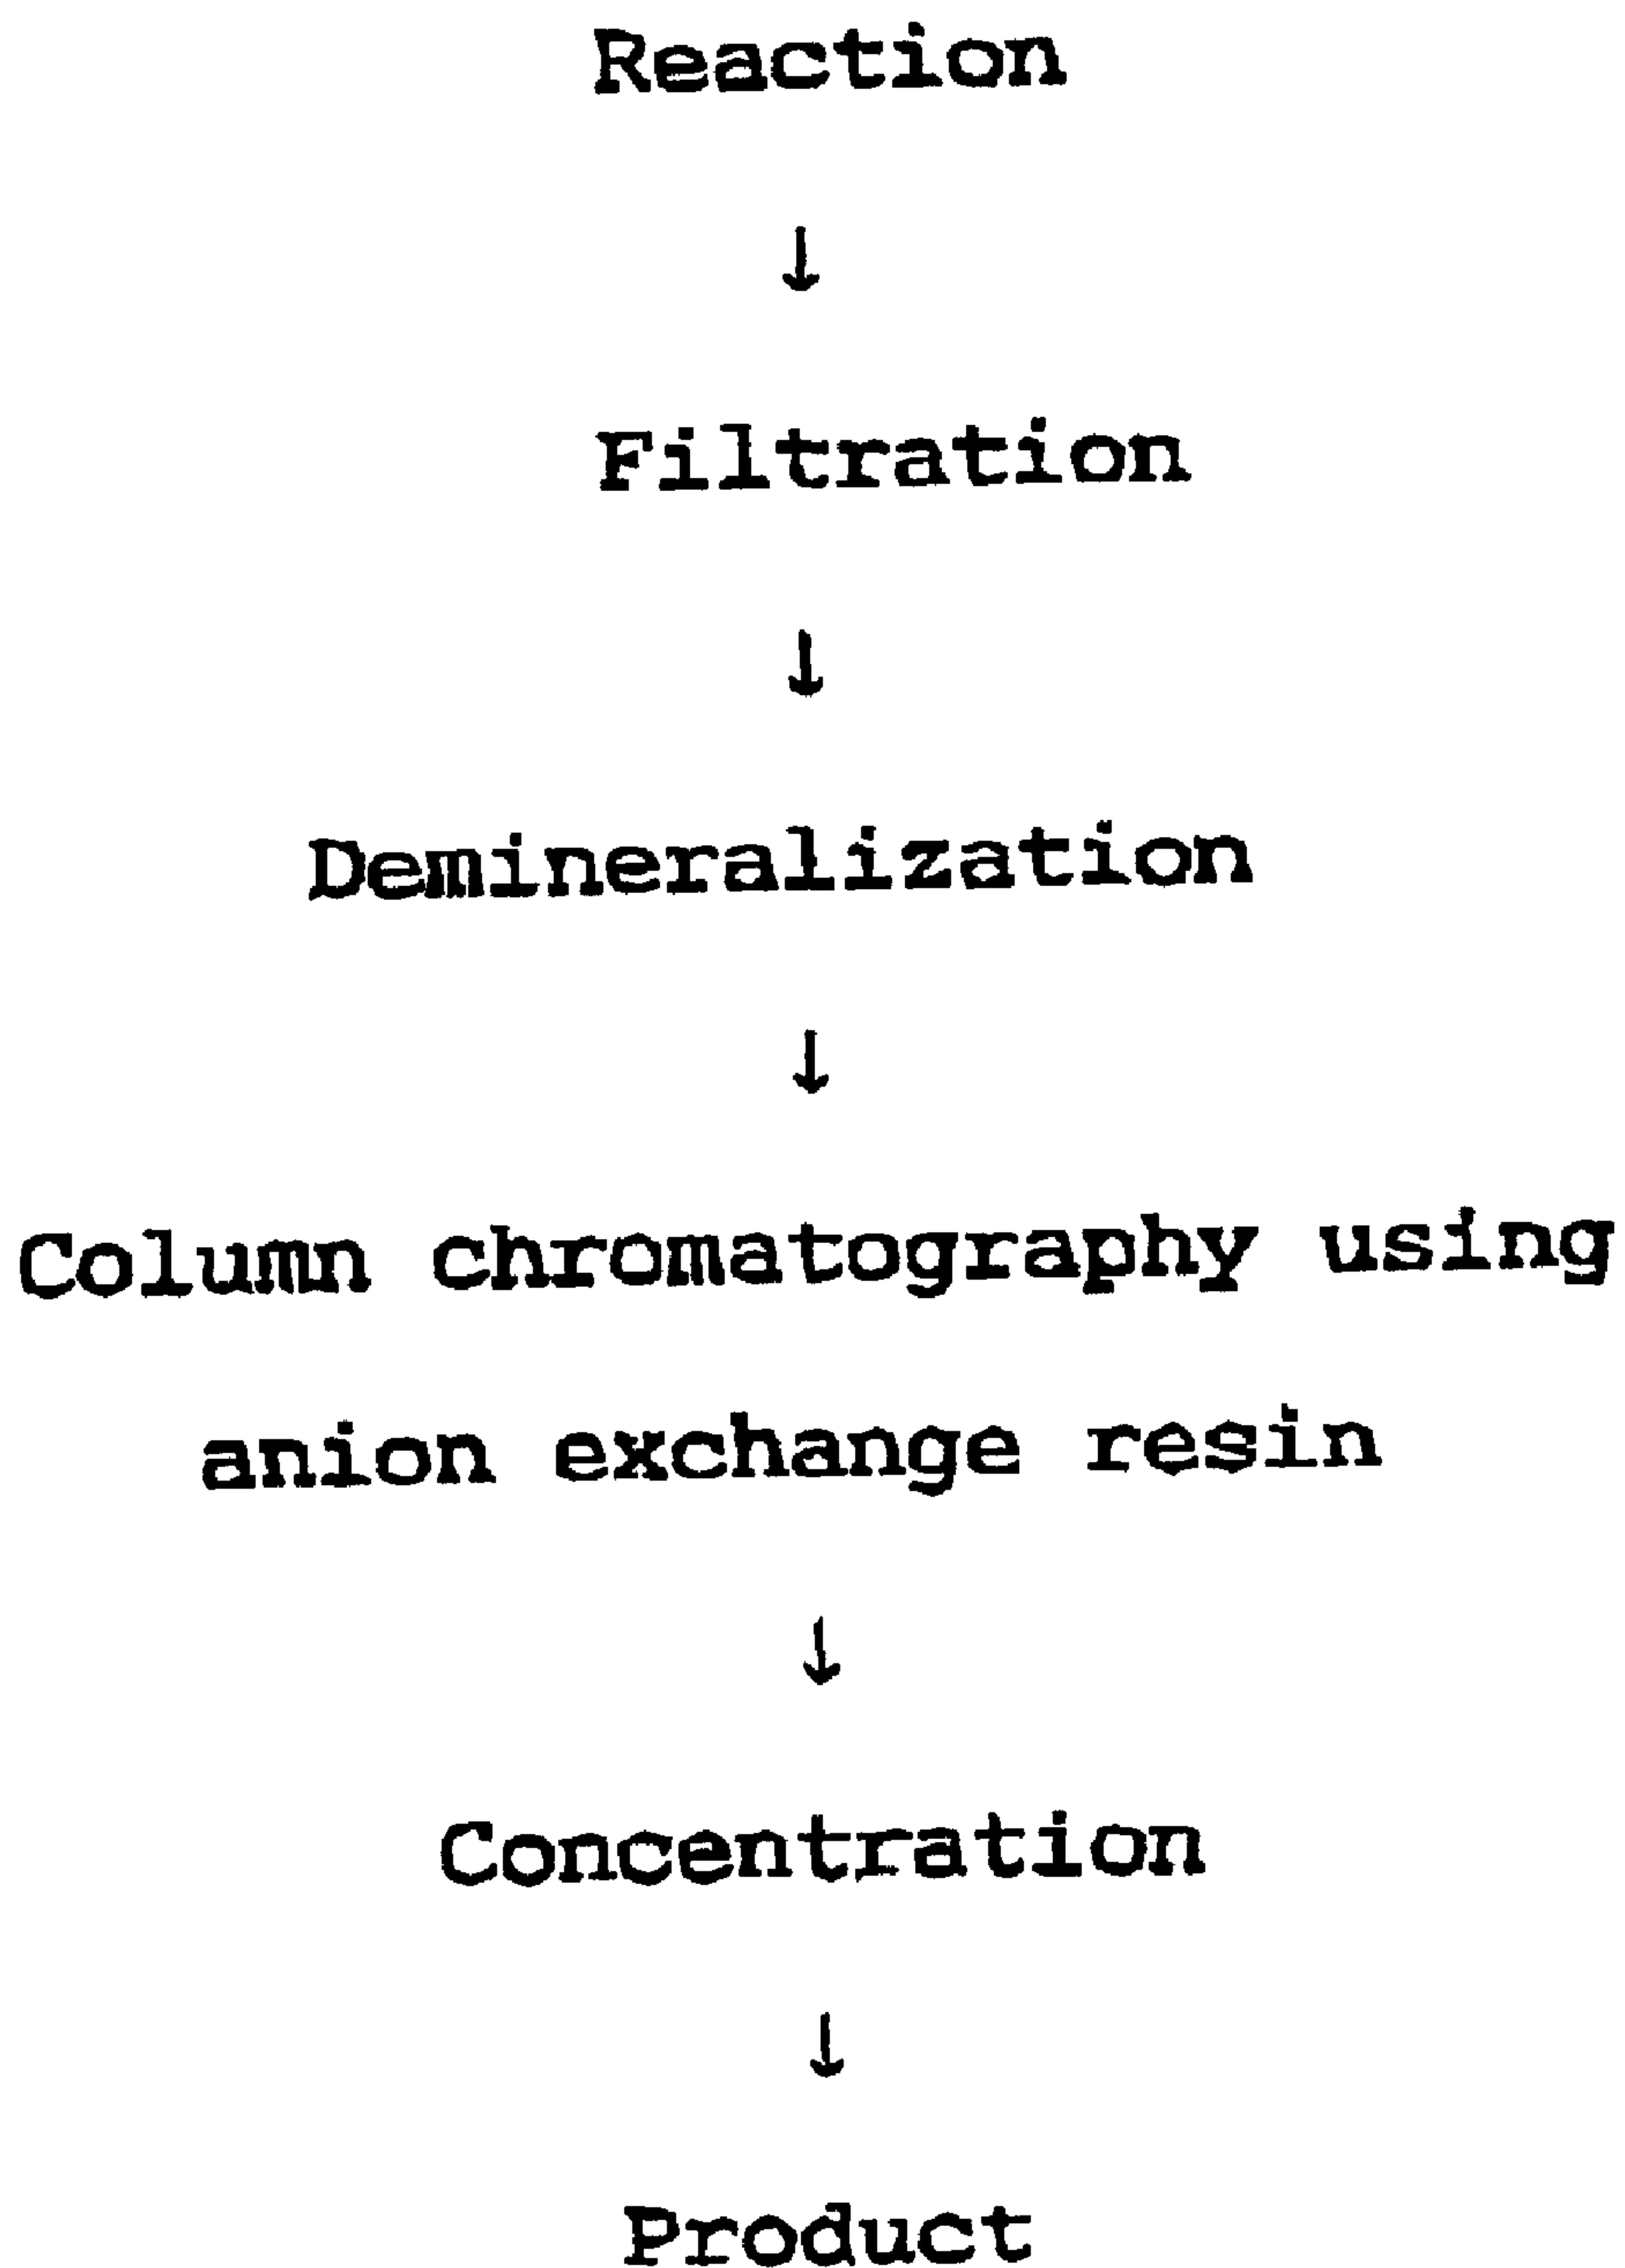 Reaction
↓
Filtration
↓
Demineralization
↓
Column chromatography using
anion exchange resin
↓
Concentration
↓
Product